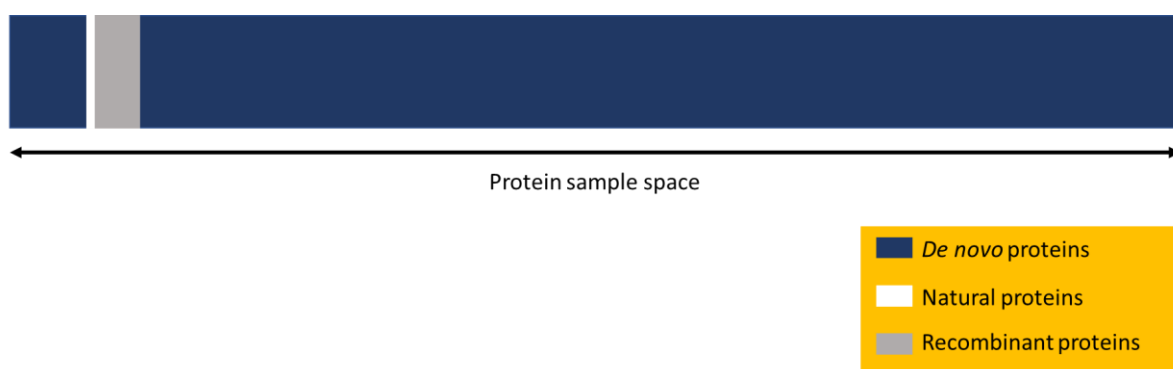 Protein sample space
De novo proteins
Natural proteins
Recombinant proteins